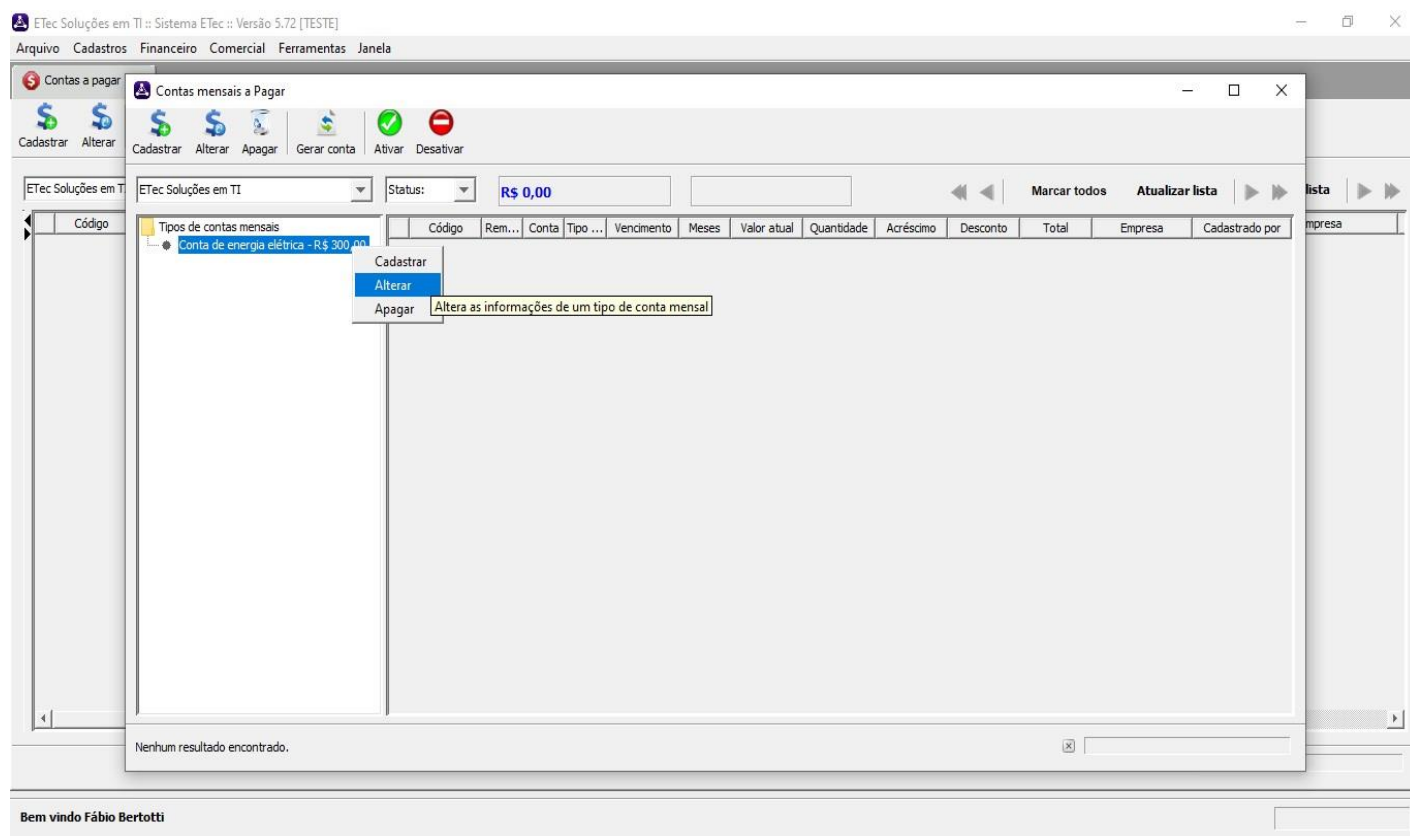 ETec Soluções em TI :: Sistema ETec :: Versão 5.72 [TESTE]
Arquivo Cadastros Financeiro Comercial Ferramentas Janela
Contas a pagar
Contas mensais a Pagar
Cadastrar Alterar
Cadastrar Alterar Apagar Gerar conta Ativar Desativar
ETec Soluções em T
ETec Soluções em TI Status: R$ 0,00 Marcar todos Atualizar lista
lista
Código
Tipos de contas mensais
Código Rem... Conta Tipo ... Vencimento Meses Valor atual Quantidade Acréscimo Desconto Total Empresa Cadastrado por
mpresa
Conta de energia elétrica - R$ 300,00
Cadastrar
Alterar
Apagar
Altera as informações de um tipo de conta mensal
Nenhum resultado encontrado.
Bem vindo Fábio Bertotti